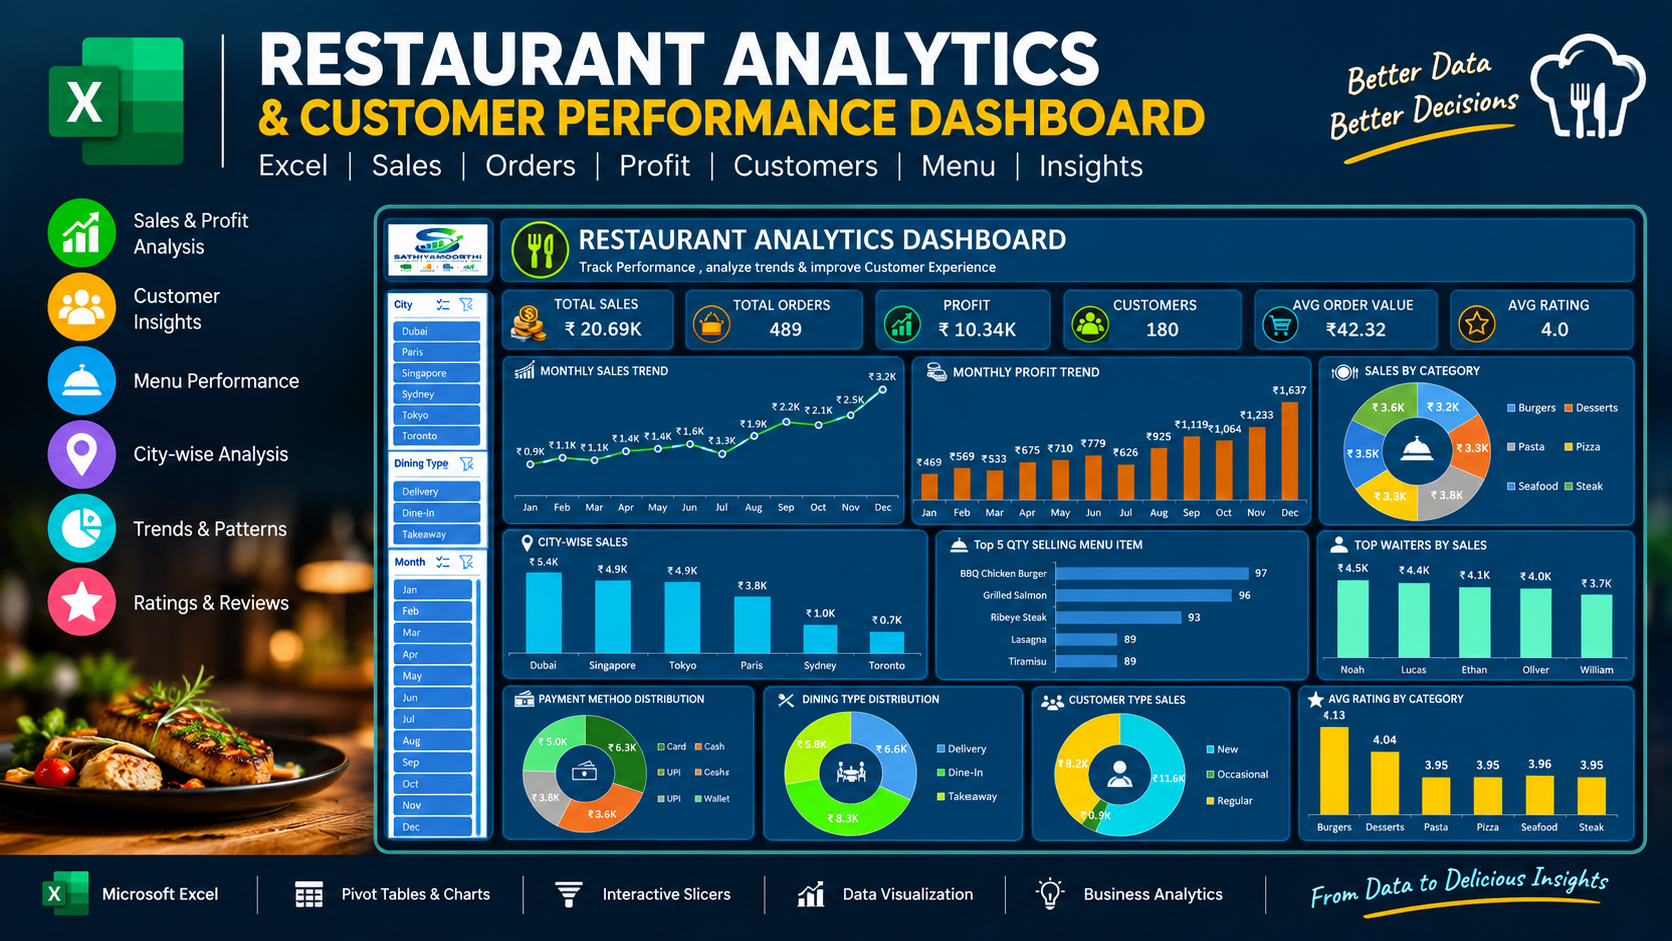 X
RESTAURANT ANALYTICS
& CUSTOMER PERFORMANCE DASHBOARD
Excel | Sales | Orders | Profit | Customers | Menu | Insights
Better Data
Better Decisions
Sales & Profit
Analysis
Customer
Insights
Menu Performance
City-wise Analysis
Trends & Patterns
Ratings & Reviews
RESTAURANT ANALYTICS DASHBOARD
Track Performance , analyze trends & improve Customer Experience
City
Dubai
Paris
Singapore
Sydney
Tokyo
Toronto
Dining Type
Delivery
Dine-In
Takeaway
Month
Jan
Feb
Mar
Apr
May
Jun
Jul
Aug
Sep
Oct
Nov
Dec
TOTAL SALES
₹ 20.69K
TOTAL ORDERS
489
PROFIT
₹ 10.34K
CUSTOMERS
180
AVG ORDER VALUE
₹42.32
AVG RATING
4.0
MONTHLY SALES TREND
₹ 0.9K ₹ 1.1K ₹ 1.1K ₹ 1.4K ₹ 1.4K ₹ 1.6K ₹ 1.3K ₹ 1.9K ₹ 2.2K ₹ 2.1K ₹ 2.5K ₹ 3.2K
Jan Feb Mar Apr May Jun Jul Aug Sep Oct Nov Dec
MONTHLY PROFIT TREND
₹469 ₹569 ₹533 ₹675 ₹710 ₹779 ₹626 ₹925 ₹1,119 ₹1,064 ₹1,233 ₹1,637
Jan Feb Mar Apr May Jun Jul Aug Sep Oct Nov Dec
SALES BY CATEGORY
₹ 3.2K
₹ 3.3K
₹ 3.8K
₹ 3.3K
₹ 3.5K
₹ 3.6K
Burgers Desserts
Pasta Pizza
Seafood Steak
CITY-WISE SALES
₹ 5.4K ₹ 4.9K ₹ 4.9K ₹ 3.8K ₹ 1.0K ₹ 0.7K
Dubai Singapore Tokyo Paris Sydney Toronto
Top 5 QTY SELLING MENU ITEM
BBQ Chicken Burger 97
Grilled Salmon 96
Ribeye Steak 93
Lasagna 89
Tiramisu 89
TOP WAITERS BY SALES
₹ 4.5K ₹ 4.4K ₹ 4.1K ₹ 4.0K ₹ 3.7K
Noah Lucas Ethan Oliver William
PAYMENT METHOD DISTRIBUTION
₹ 6.3K
₹ 3.6K
₹ 3.8K
₹ 5.0K
Card Cash
UPI
UPI Wallet
DINING TYPE DISTRIBUTION
₹ 6.6K
₹ 8.3K
₹ 5.8K
Delivery
Dine-In
Takeaway
CUSTOMER TYPE SALES
₹11.6K
₹0.9K
₹8.2K
New
Occasional
Regular
AVG RATING BY CATEGORY
4.13 4.04 3.95 3.95 3.96 3.95
Burgers Desserts Pasta Pizza Seafood Steak
X
Microsoft Excel
Pivot Tables & Charts
Interactive Slicers
Data Visualization
Business Analytics
From Data to Delicious Insights